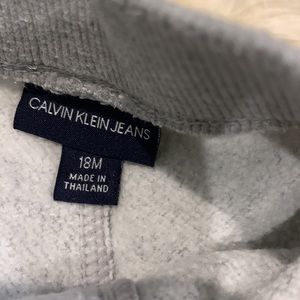 CALVIN KLEIN JEANS
18M
MADE IN
THAILAND